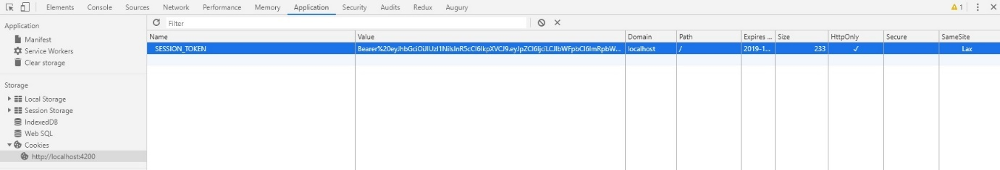 Elements Console Sources Network Performance Memory Application Security Audits Redux Augury 1
Application
Manifest
Service Workers
Clear storage
Storage
Local Storage
Session Storage
IndexedDB
Web SQL
Cookies
http://localhost:4200
Filter
Name Value Domain Path Expires ... Size HttpOnly Secure SameSite
SESSION_TOKEN Bearer%20eyJhbGciOiJIUzI1NiIsInR5cCI6IkpXVCJ9.eyJpZCI6IjciLCJlbWFpbCI6ImRpbW... localhost / 2019-1... 233 ✓ Lax